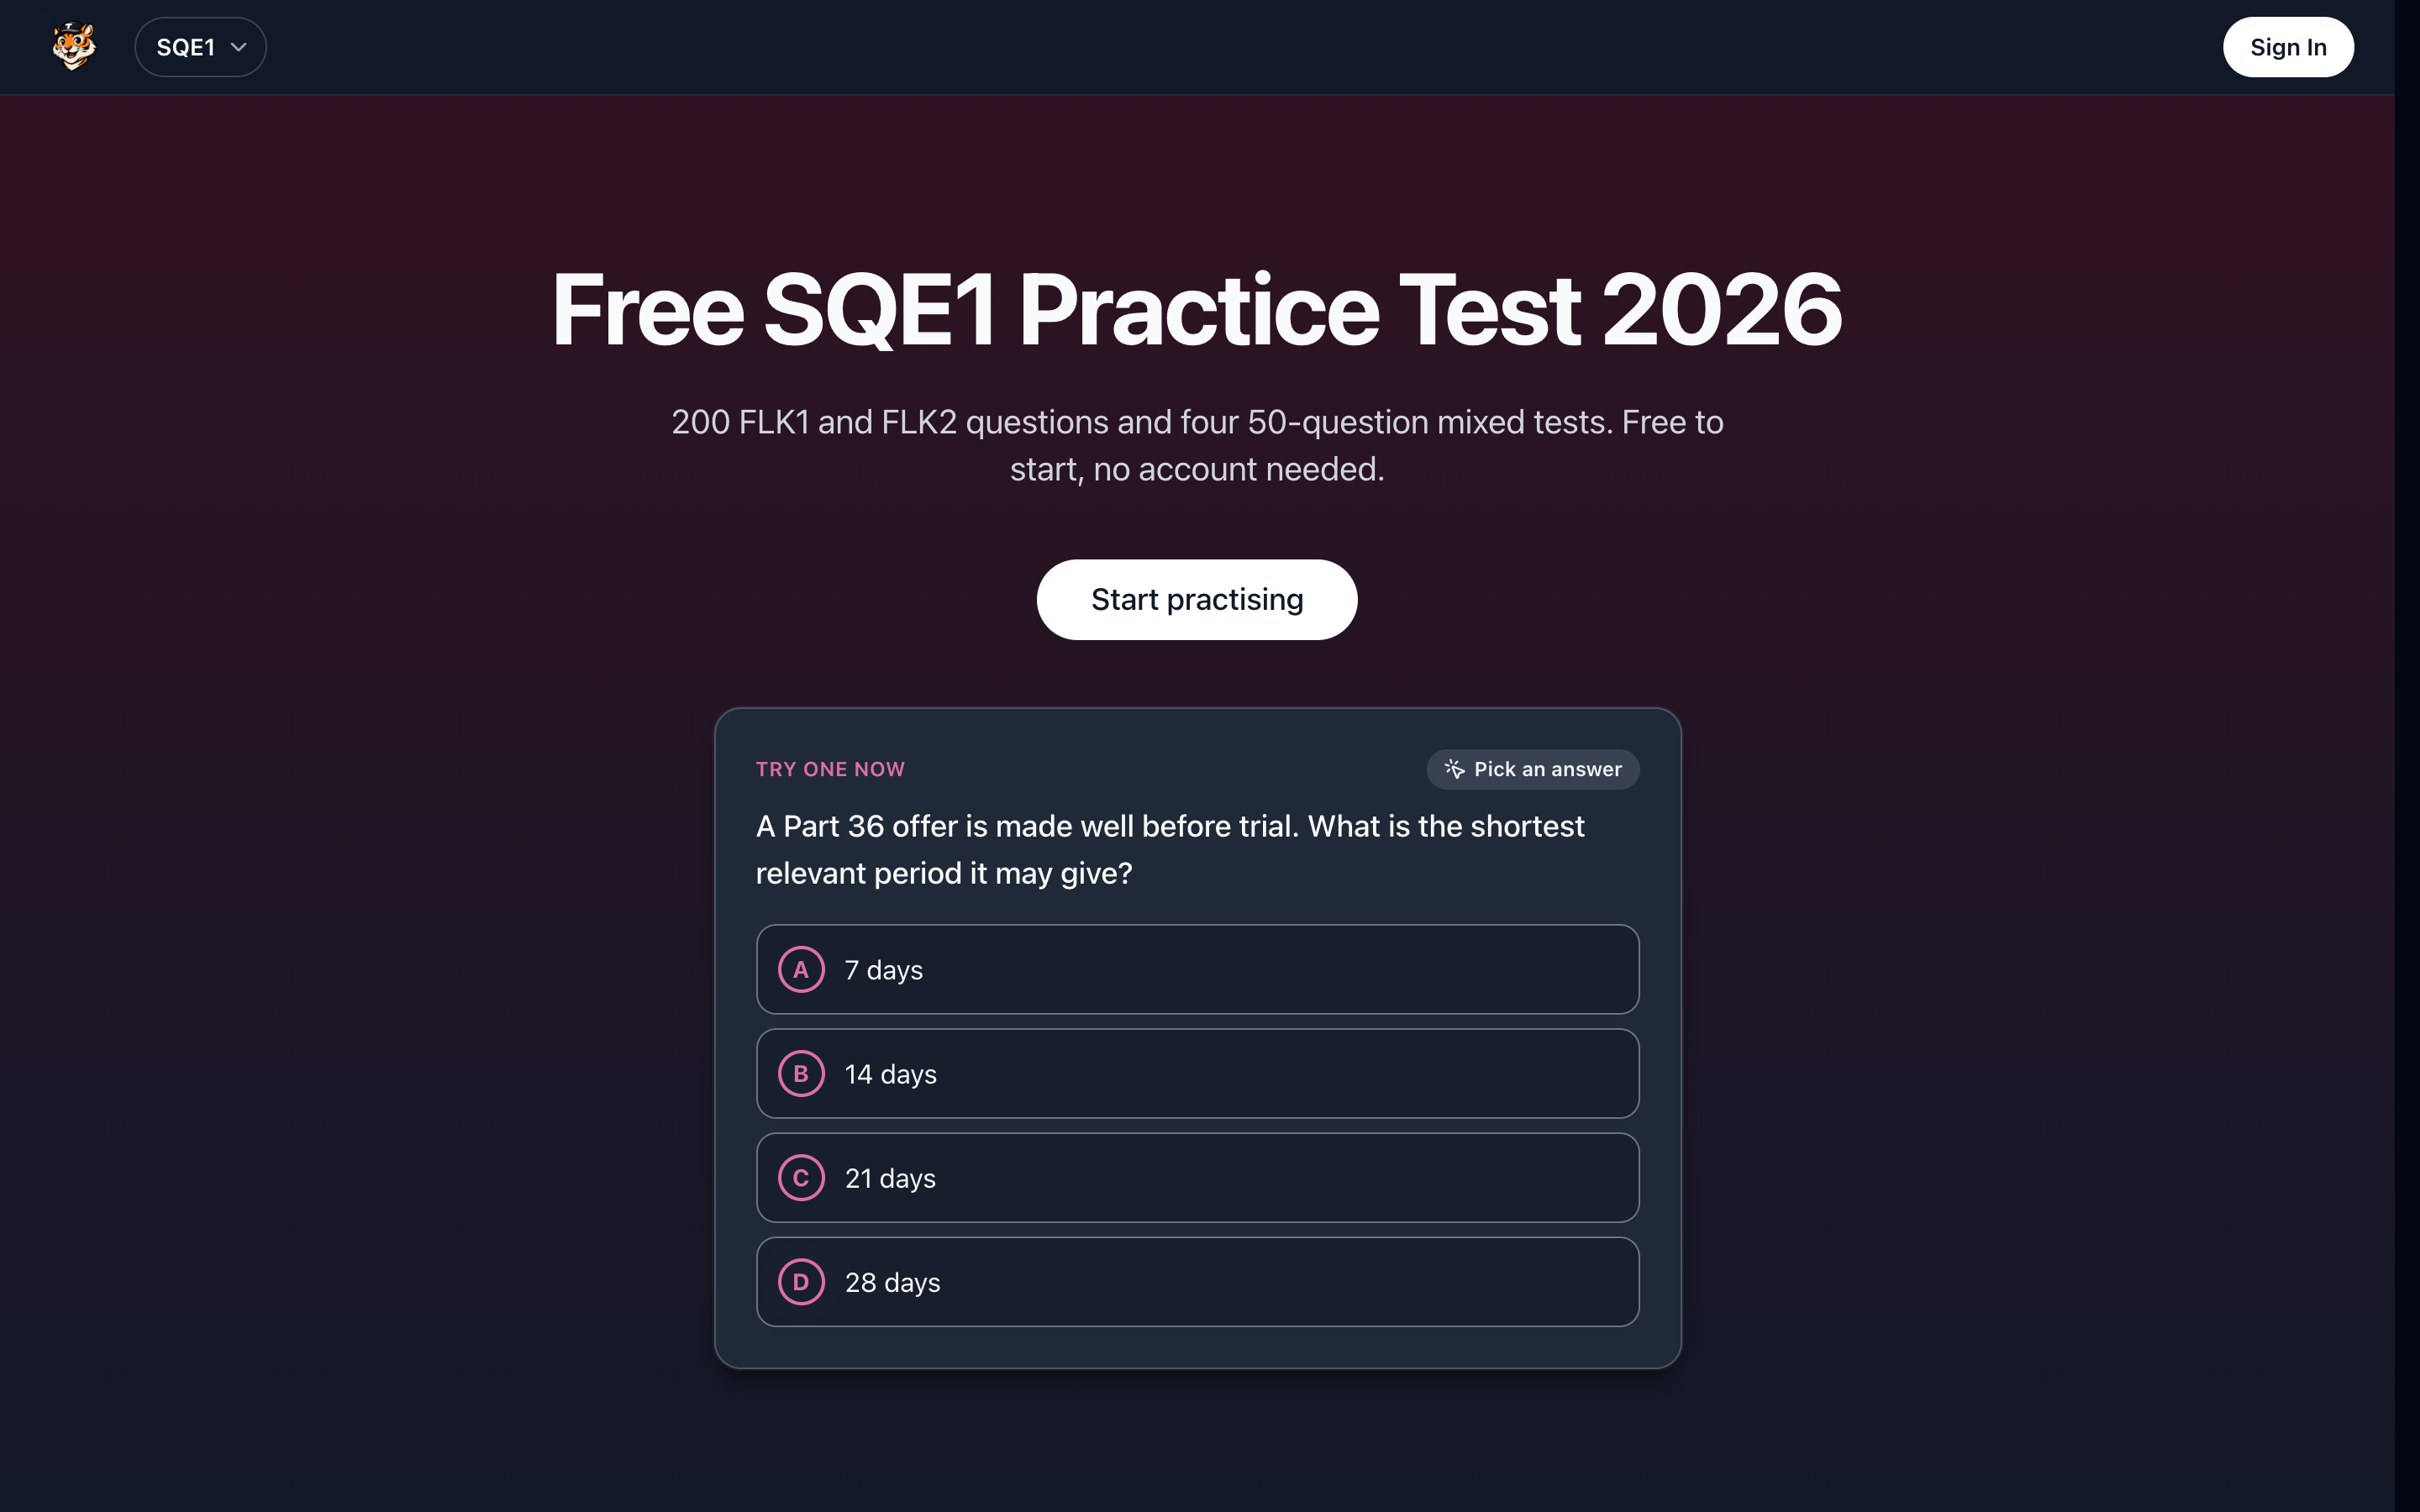 SQE1
Sign In
Free SQE1 Practice Test 2026
200 FLK1 and FLK2 questions and four 50-question mixed tests. Free to
start, no account needed.
Start practising
TRY ONE NOW
Pick an answer
A Part 36 offer is made well before trial. What is the shortest
relevant period it may give?
A 7 days
B 14 days
C 21 days
D 28 days